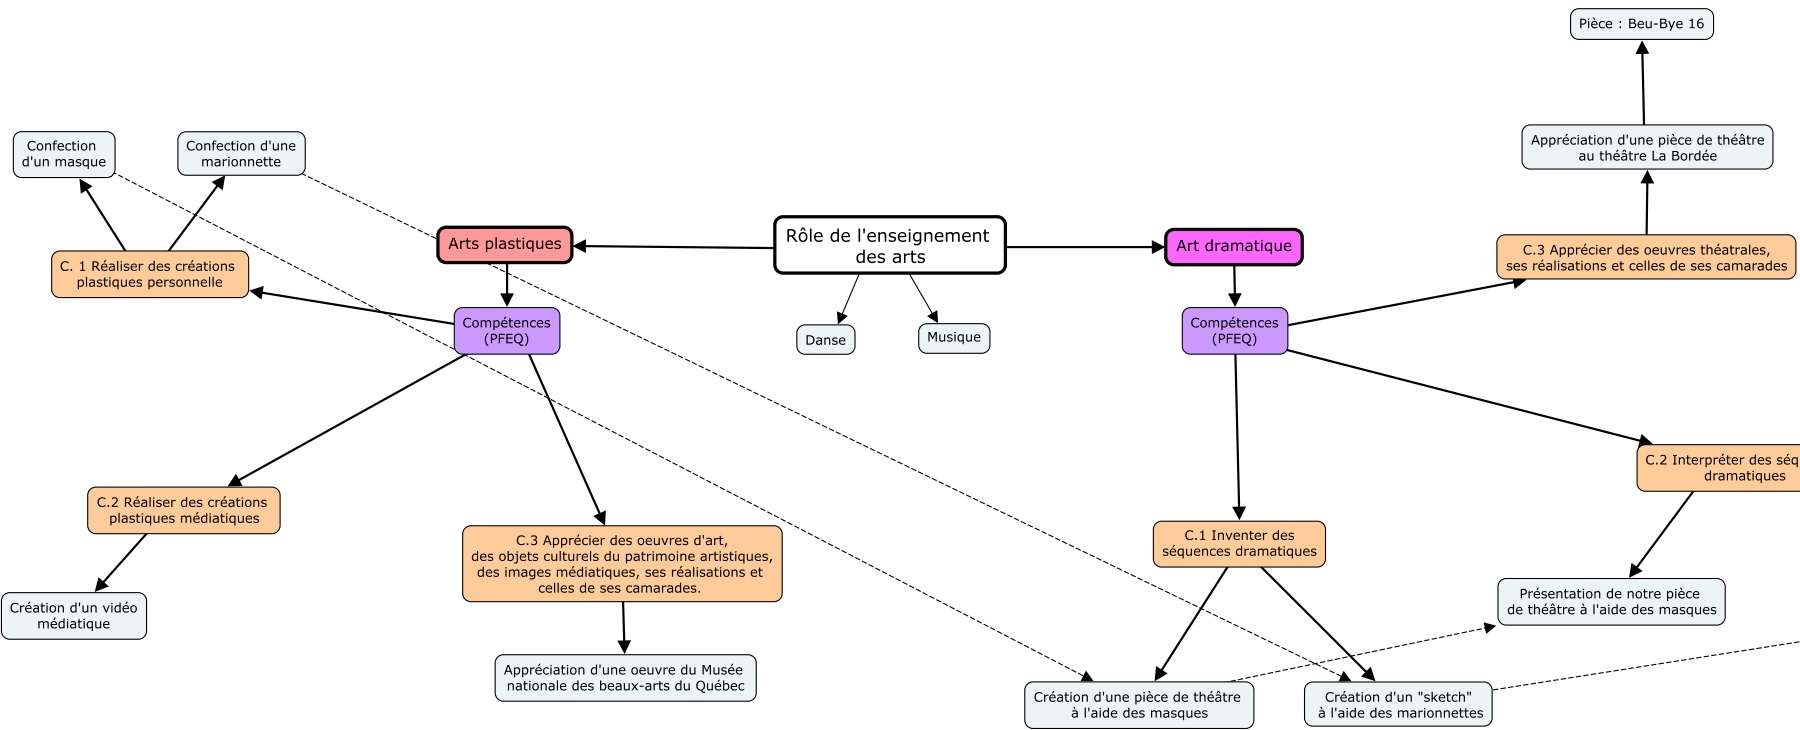 Pièce : Beu-Bye 16
Confection
d'un masque
Confection d'une
marionnette
Appréciation d'une pièce de théâtre
au théâtre La Bordée
Arts plastiques
Rôle de l'enseignement
des arts
Art dramatique
C.3 Apprécier des oeuvres théatrales,
ses réalisations et celles de ses camarades
C. 1 Réaliser des créations
plastiques personnelle
Compétences
(PFEQ)
Danse
Musique
Compétences
(PFEQ)
C.2 Interpréter des séq
dramatiques
C.2 Réaliser des créations
plastiques médiatiques
C.3 Apprécier des oeuvres d'art,
des objets culturels du patrimoine artistiques,
des images médiatiques, ses réalisations et
celles de ses camarades.
C.1 Inventer des
séquences dramatiques
Création d'un vidéo
médiatique
Présentation de notre pièce
de théâtre à l'aide des masques
Appréciation d'une oeuvre du Musée
nationale des beaux-arts du Québec
Création d'une pièce de théâtre
à l'aide des masques
Création d'un "sketch"
à l'aide des marionnettes